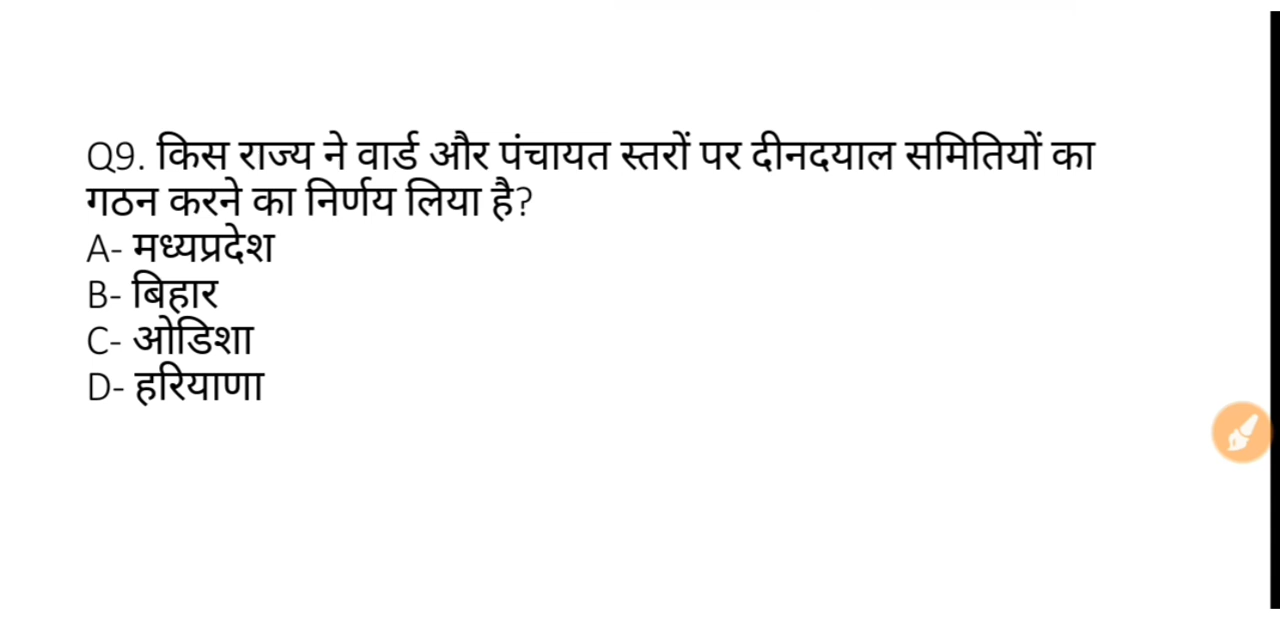 Q9. किस राज्य ने वार्ड और पंचायत स्तरों पर दीनदयाल समितियों का
गठन करने का निर्णय लिया है?
A- मध्यप्रदेश
B- बिहार
C- ओडिशा
D- हरियाणा